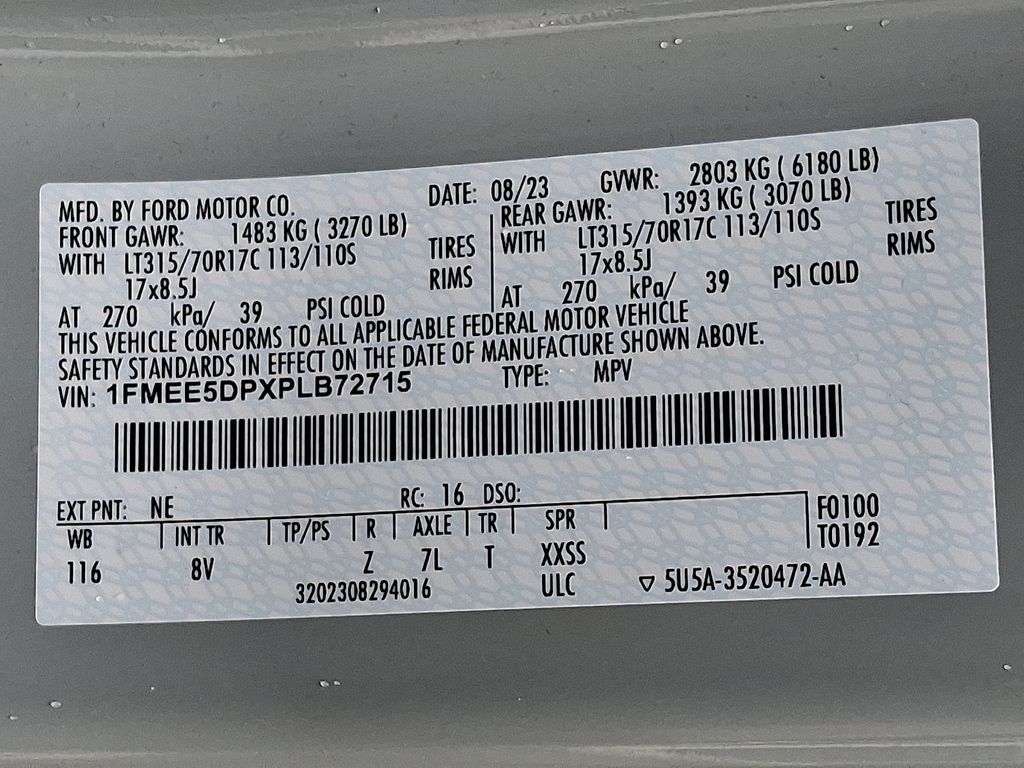 MFD. BY FORD MOTOR CO. DATE: 08/23 GVWR: 2803 KG ( 6180 LB)
FRONT GAWR: 1483 KG ( 3270 LB)
WITH LT315/70R17C 113/110S TIRES
17x8.5J RIMS
AT 270 kPa/ 39 PSI COLD
REAR GAWR: 1393 KG ( 3070 LB)
WITH LT315/70R17C 113/110S TIRES
17x8.5J RIMS
AT 270 kPa/ 39 PSI COLD
THIS VEHICLE CONFORMS TO ALL APPLICABLE FEDERAL MOTOR VEHICLE
SAFETY STANDARDS IN EFFECT ON THE DATE OF MANUFACTURE SHOWN ABOVE.
VIN: 1FMEE5DPXPLB72715 TYPE: MPV
EXT PNT: NE RC: 16 DSO:
WB INT TR TP/PS R AXLE TR SPR F0100
116 8V Z 7L T XXSS T0192
3202308294016 ULC ▽ 5U5A-3520472-AA